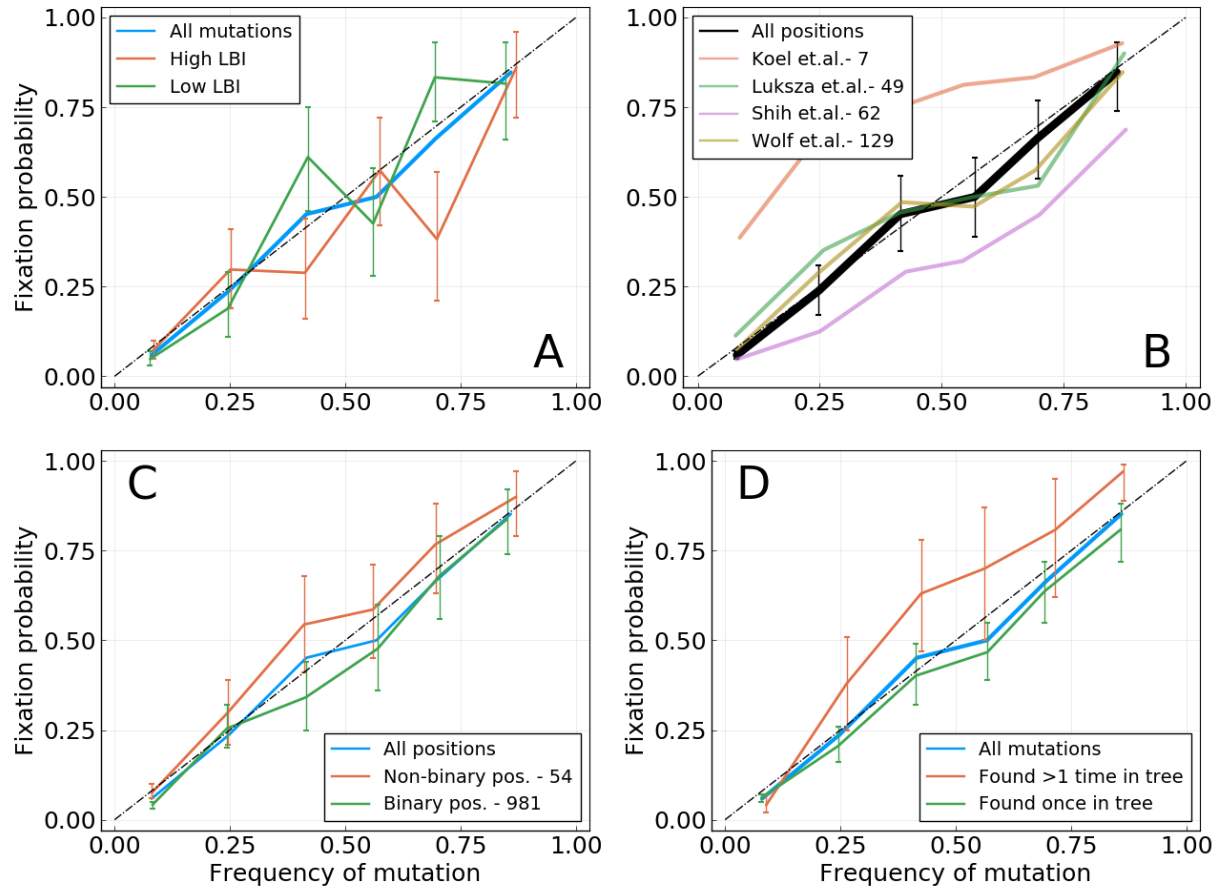 All mutations
High LBI
Low LBI
A
Fixation probability
1.00
0.75
0.50
0.25
0.00
0.00 0.25 0.50 0.75 1.00
All positions
Koel et.al.- 7
Luksza et.al.- 49
Shih et.al.- 62
Wolf et.al.- 129
B
1.00
0.75
0.50
0.25
0.00
0.00 0.25 0.50 0.75 1.00
C
Fixation probability
1.00
0.75
0.50
0.25
0.00
All positions
Non-binary pos. - 54
Binary pos. - 981
0.00 0.25 0.50 0.75 1.00
Frequency of mutation
D
Fixation probability
1.00
0.75
0.50
0.25
0.00
All mutations
Found >1 time in tree
Found once in tree
0.00 0.25 0.50 0.75 1.00
Frequency of mutation